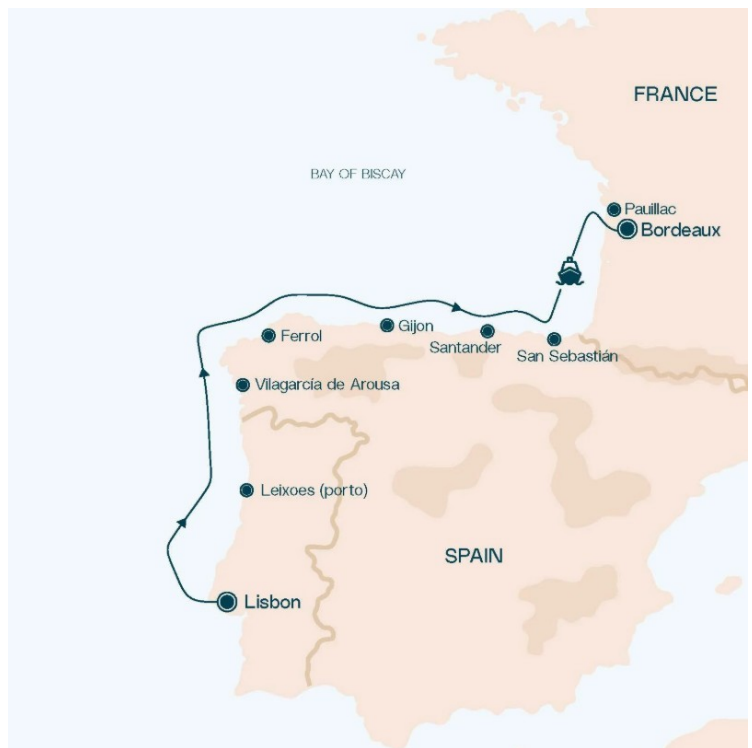 FRANCE
BAY OF BISCAY
Pauillac
Bordeaux
Gijon
Ferrol
Santander
San Sebastián
Vilagarcía de Arousa
Leixoes (porto)
SPAIN
Lisbon